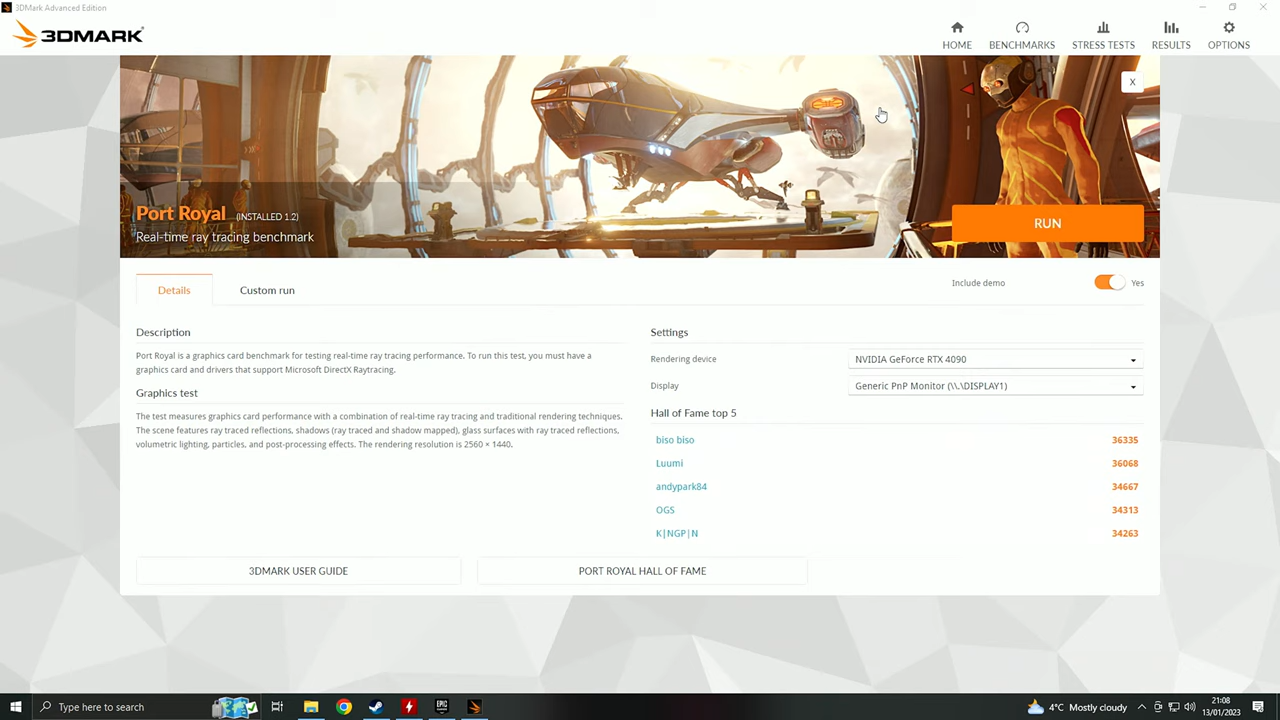 3DMark Advanced Edition
3DMARK
HOME
BENCHMARKS
STRESS TESTS
RESULTS
OPTIONS
X
Port Royal (INSTALLED 1.2)
Real-time ray tracing benchmark
RUN
Details
Custom run
Include demo
Yes
Description
Port Royal is a graphics card benchmark for testing real-time ray tracing performance. To run this test, you must have a
graphics card and drivers that support Microsoft DirectX Raytracing.
Graphics test
The test measures graphics card performance with a combination of real-time ray tracing and traditional rendering techniques.
The scene features ray traced reflections, shadows (ray traced and shadow mapped), glass surfaces with ray traced reflections,
volumetric lighting, particles, and post-processing effects. The rendering resolution is 2560 × 1440.
Settings
Rendering device NVIDIA GeForce RTX 4090
Display Generic PnP Monitor (\\.\DISPLAY1)
Hall of Fame top 5
biso biso 36335
Luumi 36068
andypark84 34667
OGS 34313
K|NGP|N 34263
3DMARK USER GUIDE
PORT ROYAL HALL OF FAME
Type here to search
EPIC
4°C Mostly cloudy
21:08
13/01/2023